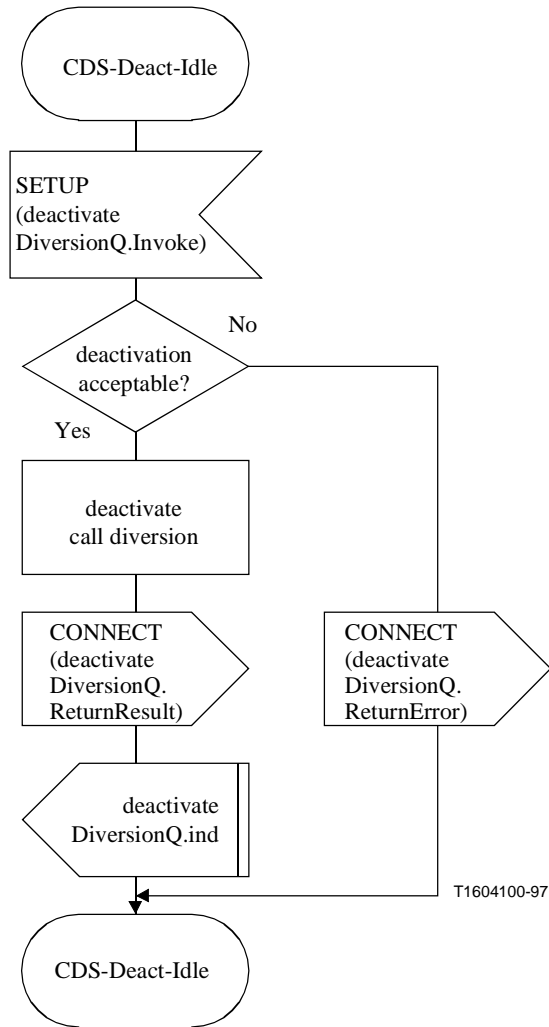 CDS-Deact-Idle
SETUP
(deactivate
DiversionQ.Invoke)
No
deactivation
acceptable?
Yes
deactivate
call diversion
CONNECT
(deactivate
DiversionQ.
ReturnResult)
CONNECT
(deactivate
DiversionQ.
ReturnError)
deactivate
DiversionQ.ind
T1604100-97
CDS-Deact-Idle